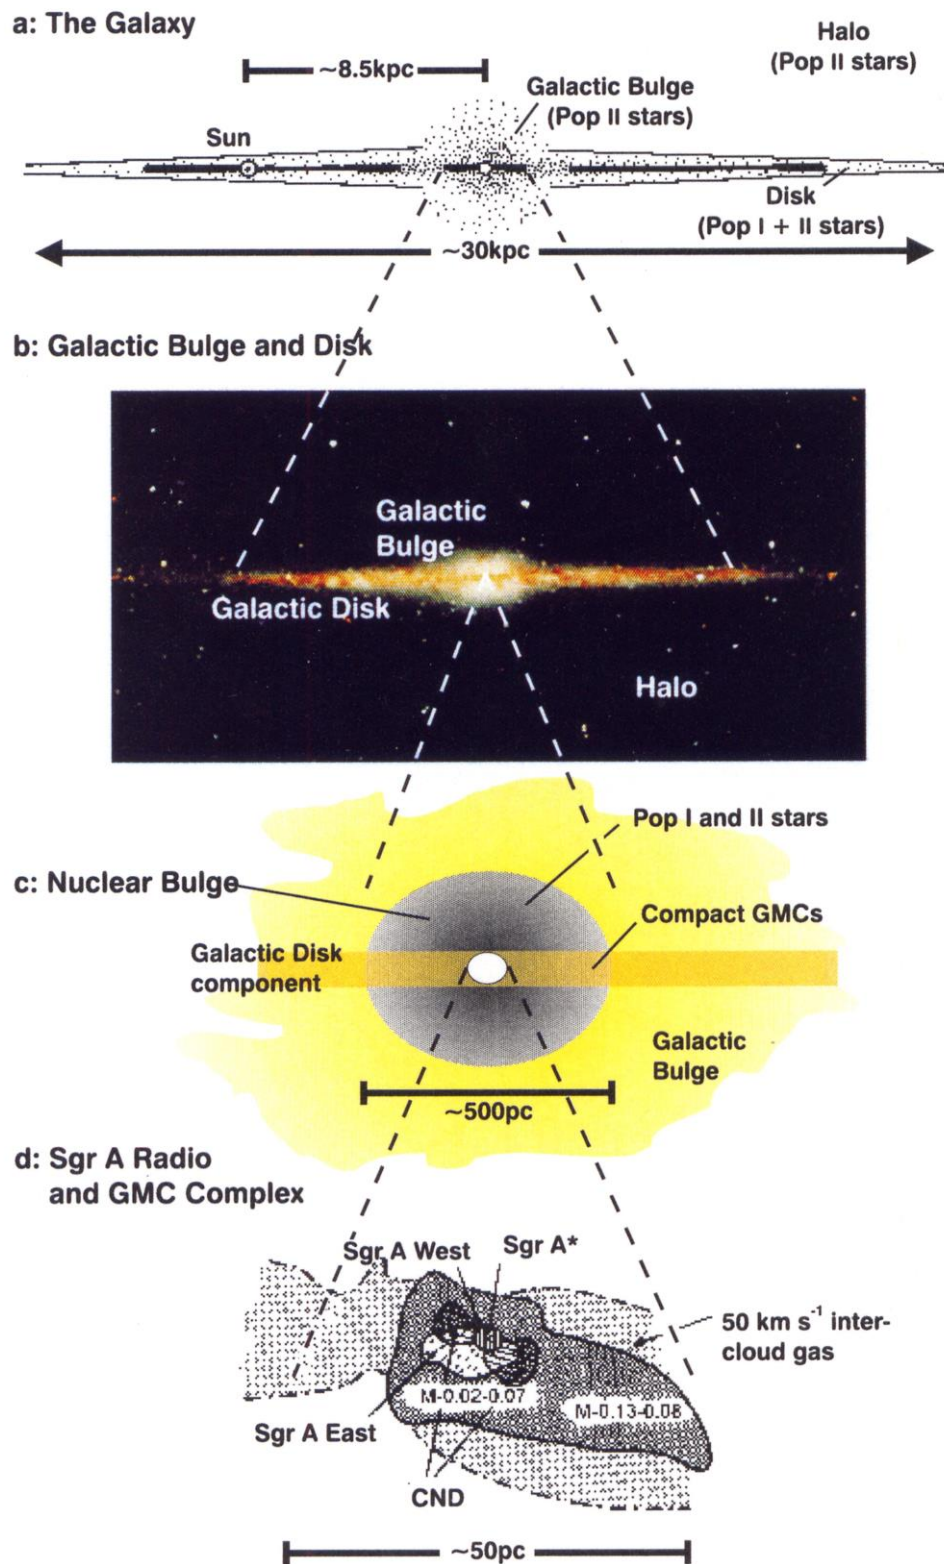 a: The Galaxy
Halo
(Pop II stars)
~8.5kpc
Galactic Bulge
(Pop II stars)
Sun
Disk
(Pop I + II stars)
~30kpc
b: Galactic Bulge and Disk
Galactic
Bulge
Galactic Disk
Halo
Pop I and II stars
c: Nuclear Bulge
Compact GMCs
Galactic Disk
component
Galactic
Bulge
~500pc
d: Sgr A Radio
and GMC Complex
Sgr A West
Sgr A*
50 km s⁻¹ inter-
cloud gas
M-0.02-0.07
M-0.13-0.08
Sgr A East
CND
~50pc